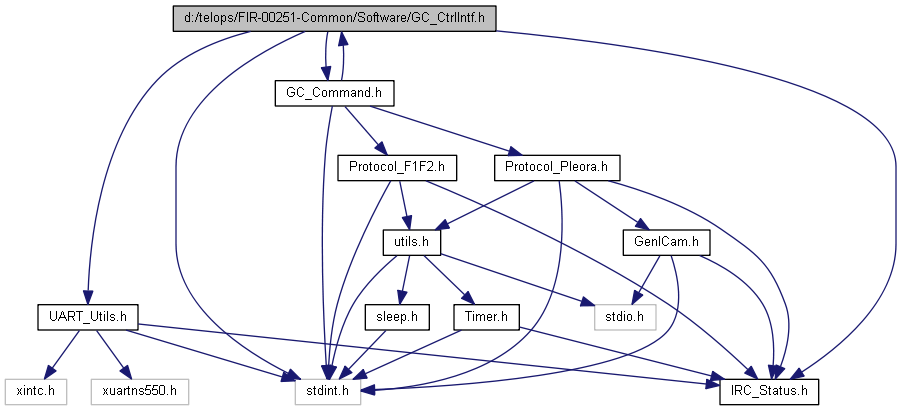 d:/telops/FIR-00251-Common/Software/GC_CtrlIntf.h
GC_Command.h
Protocol_F1F2.h
Protocol_Pleora.h
utils.h
GenICam.h
UART_Utils.h
sleep.h
Timer.h
stdio.h
xintc.h
xuartns550.h
stdint.h
IRC_Status.h